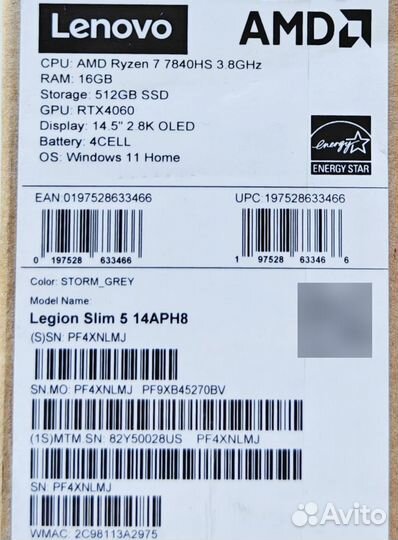 Lenovo
AMD
CPU: AMD Ryzen 7 7840HS 3.8GHz
RAM: 16GB
Storage: 512GB SSD
GPU: RTX4060
Display: 14.5" 2.8K OLED
Battery: 4CELL
OS: Windows 11 Home
energy
ENERGY STAR
EAN 0197528633466
UPC 197528633466
0 197528 633466
1 97528 63346 6
Color: STORM_GREY
Model Name:
Legion Slim 5 14APH8
(S)SN: PF4XNLMJ
SN.MO: PF4XNLMJ PF9XB45270BV
(1S)MTM SN: 82Y50028US PF4XNLMJ
SN: PF4XNLMJ
WMAC: 2C98113A2975
Avito